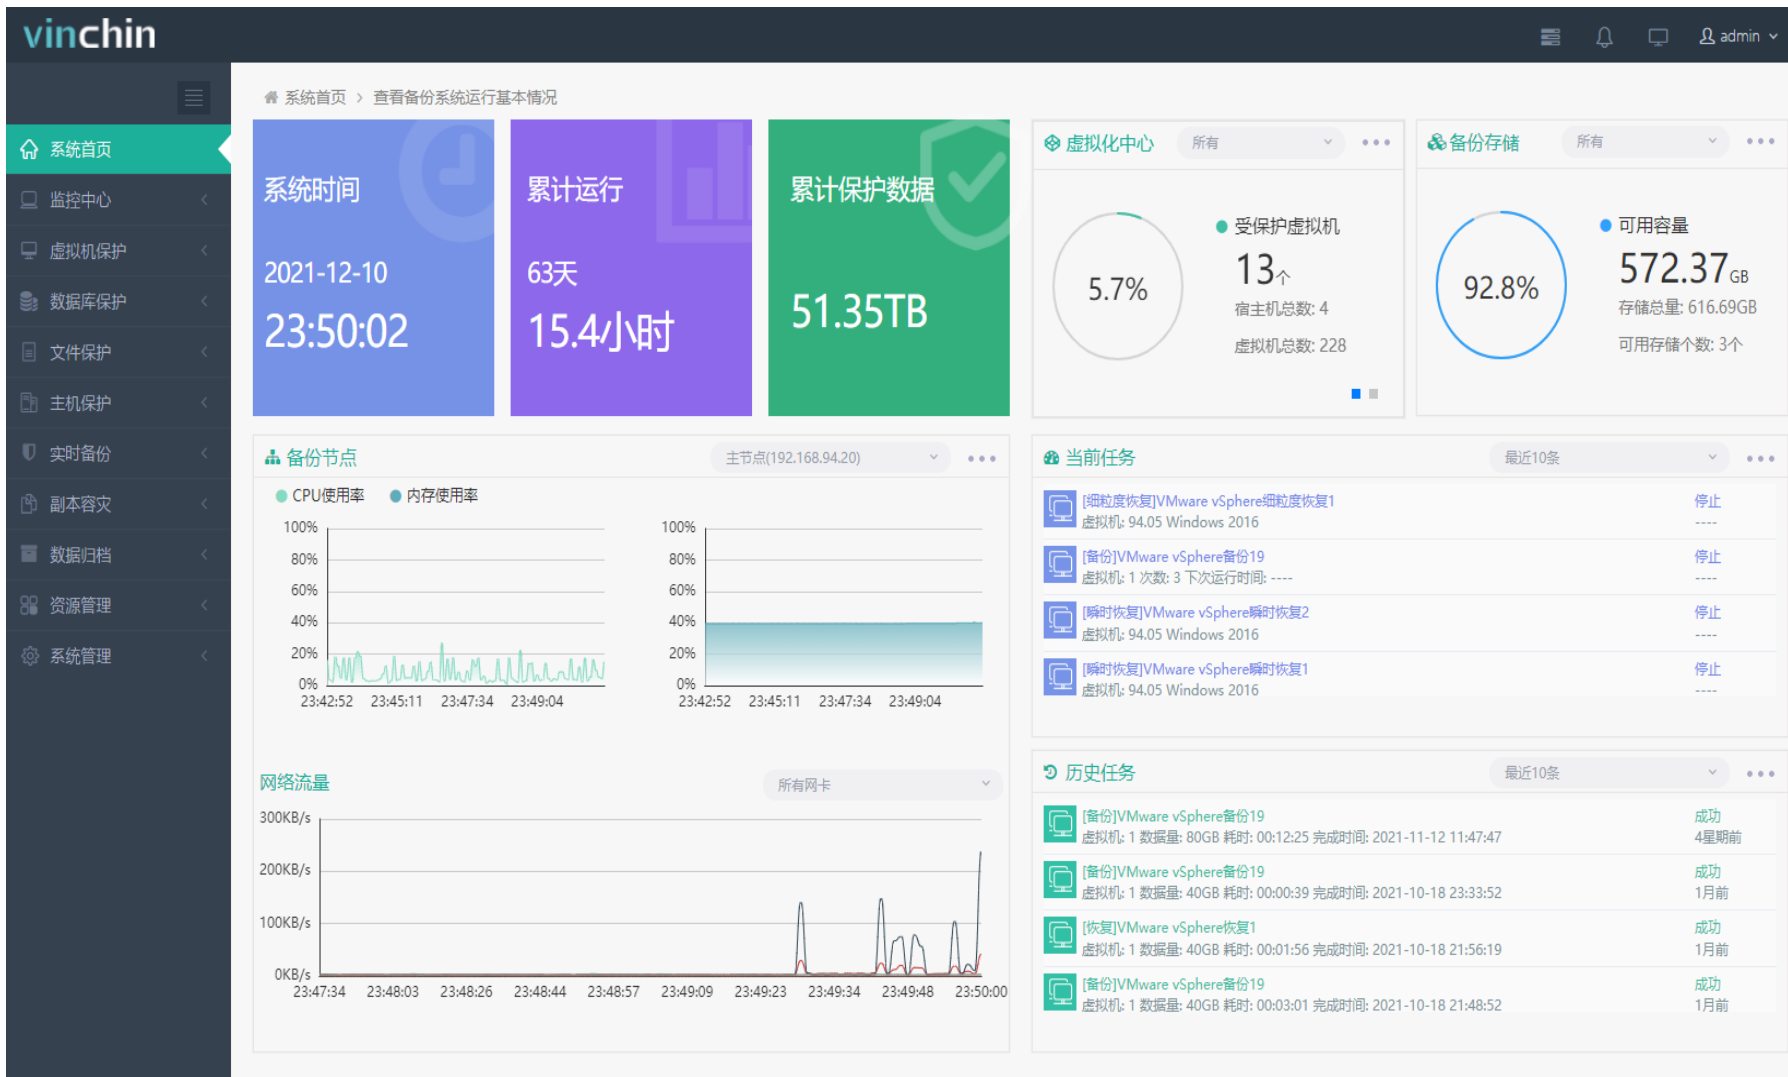 vinchin
admin
系统首页
监控中心
虚拟机保护
数据库保护
文件保护
主机保护
实时备份
副本容灾
数据归档
资源管理
系统管理
系统首页 > 查看备份系统运行基本情况
系统时间
2021-12-10
23:50:02
累计运行
63天
15.4小时
累计保护数据
51.35TB
虚拟化中心
所有
5.7%
受保护虚拟机
13个
宿主机总数: 4
虚拟机总数: 228
备份存储
所有
92.8%
可用容量
572.37GB
存储总量: 616.69GB
可用存储个数: 3个
备份节点
主节点(192.168.94.20)
CPU使用率 内存使用率
100%
80%
60%
40%
20%
0%
23:42:52 23:45:11 23:47:34 23:49:04
100%
80%
60%
40%
20%
0%
23:42:52 23:45:11 23:47:34 23:49:04
网络流量
所有网卡
300KB/s
200KB/s
100KB/s
0KB/s
23:47:34 23:48:03 23:48:26 23:48:44 23:48:57 23:49:09 23:49:23 23:49:34 23:49:48 23:50:00
当前任务
最近10条
[细粒度恢复]VMware vSphere细粒度恢复1 停止
虚拟机: 94.05 Windows 2016 ----
[备份]VMware vSphere备份19 停止
虚拟机: 1 次数: 3 下次运行时间: ---- ----
[瞬时恢复]VMware vSphere瞬时恢复2 停止
虚拟机: 94.05 Windows 2016 ----
[瞬时恢复]VMware vSphere瞬时恢复1 停止
虚拟机: 94.05 Windows 2016 ----
历史任务
最近10条
[备份]VMware vSphere备份19 成功
虚拟机: 1 数据量: 80GB 耗时: 00:12:25 完成时间: 2021-11-12 11:47:47 4星期前
[备份]VMware vSphere备份19 成功
虚拟机: 1 数据量: 40GB 耗时: 00:00:39 完成时间: 2021-10-18 23:33:52 1月前
[恢复]VMware vSphere恢复1 成功
虚拟机: 1 数据量: 40GB 耗时: 00:01:56 完成时间: 2021-10-18 21:56:19 1月前
[备份]VMware vSphere备份19 成功
虚拟机: 1 数据量: 40GB 耗时: 00:03:01 完成时间: 2021-10-18 21:48:52 1月前